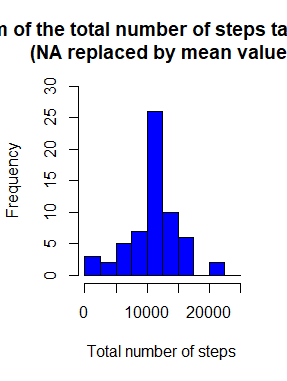 of the total number of steps
(NA replaced by mean value
30
25
20
15
10
5
0
Frequency
0 10000 20000
Total number of steps